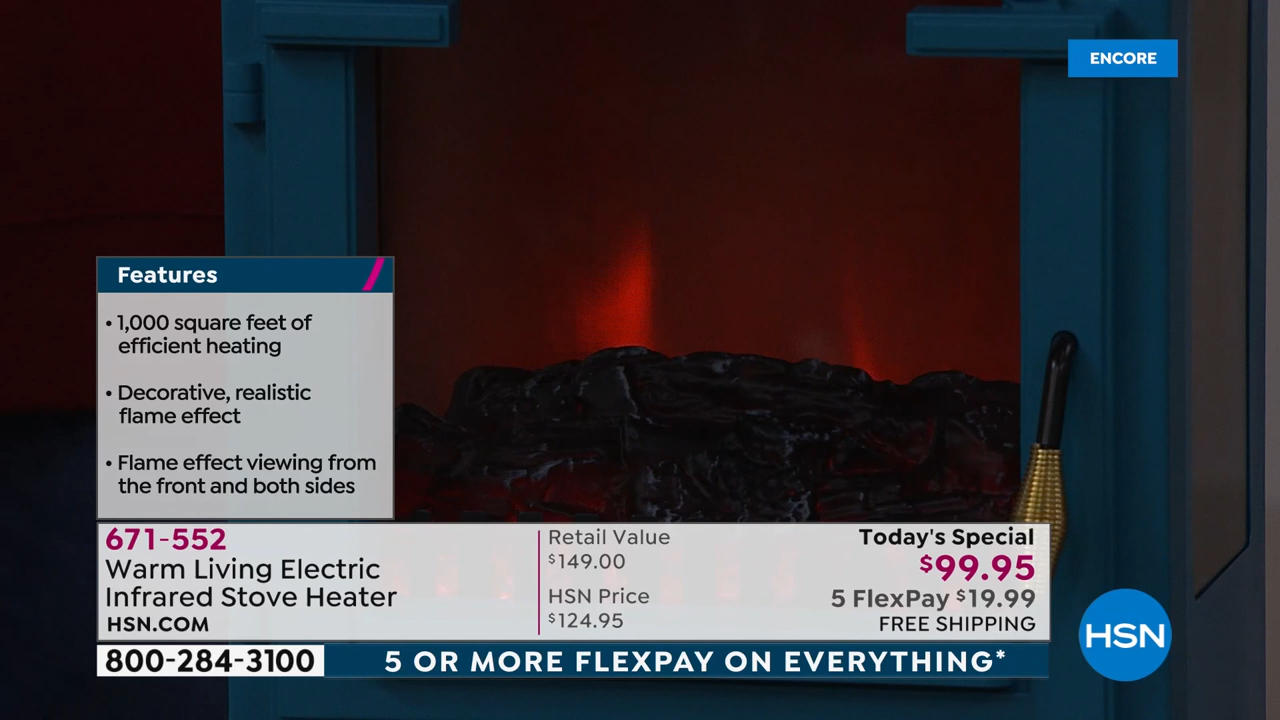 ENCORE
Features
• 1,000 square feet of
efficient heating
• Decorative, realistic
flame effect
• Flame effect viewing from
the front and both sides
671-552
Warm Living Electric
Infrared Stove Heater
HSN.COM
Retail Value
$149.00
HSN Price
$124.95
Today's Special
$99.95
5 FlexPay $19.99
FREE SHIPPING
800-284-3100
5 OR MORE FLEXPAY ON EVERYTHING*
HSN